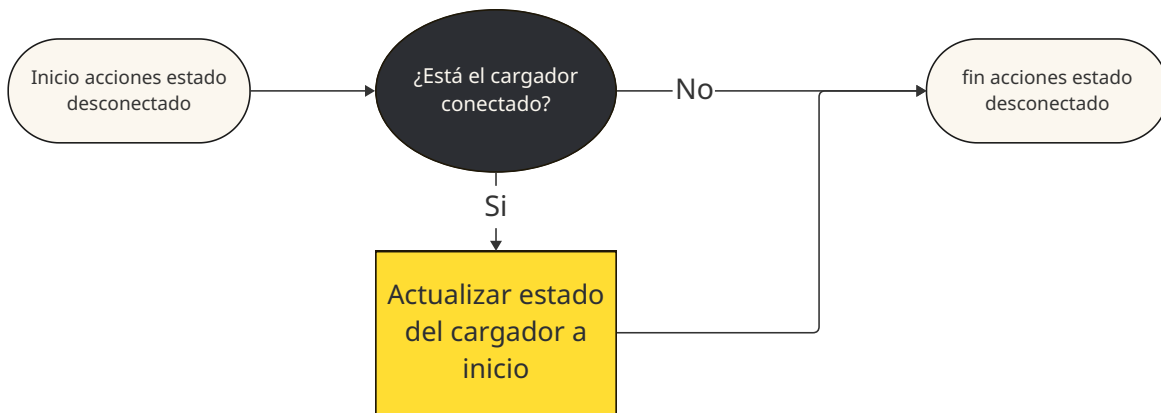 Inicio acciones estado
desconectado
¿Está el cargador
conectado?
No
fin acciones estado
desconectado
Si
Actualizar estado
del cargador a
inicio